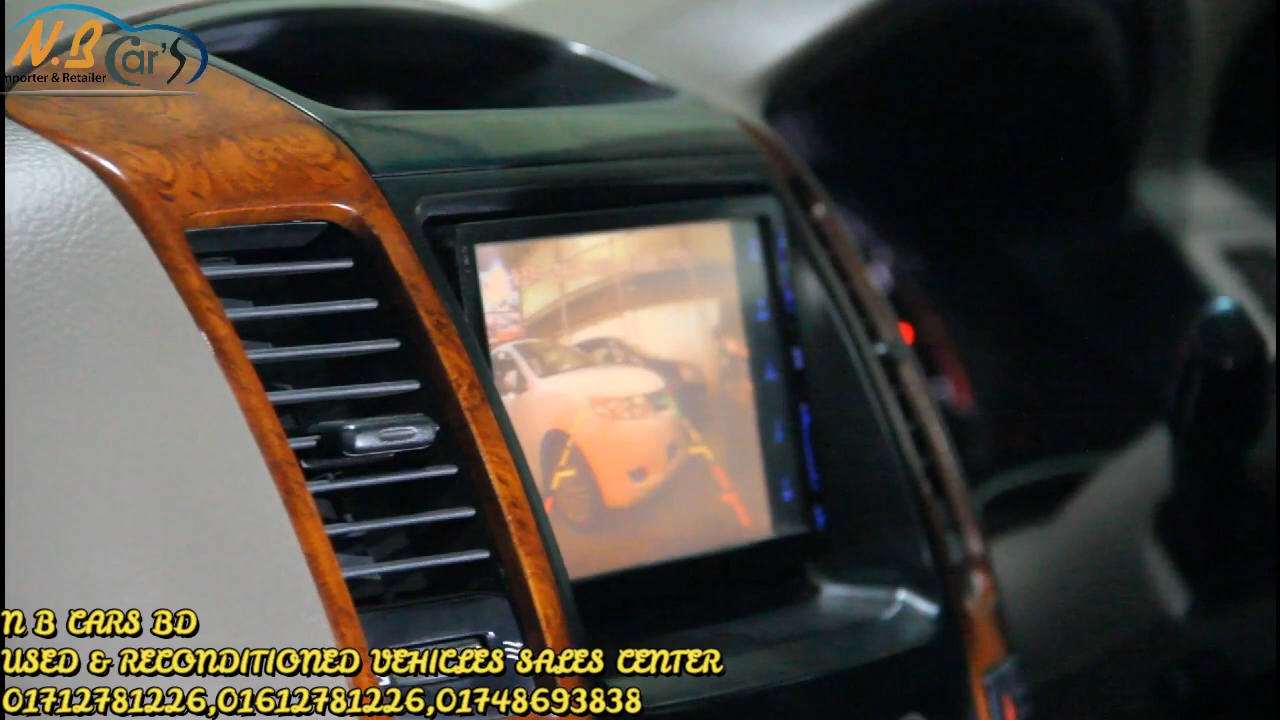 N.B Car's
mporter & Retailer
N B CARS BD
USED & RECONDITIONED VEHICLES SALES CENTER
01712781226,01612781226,01748693838